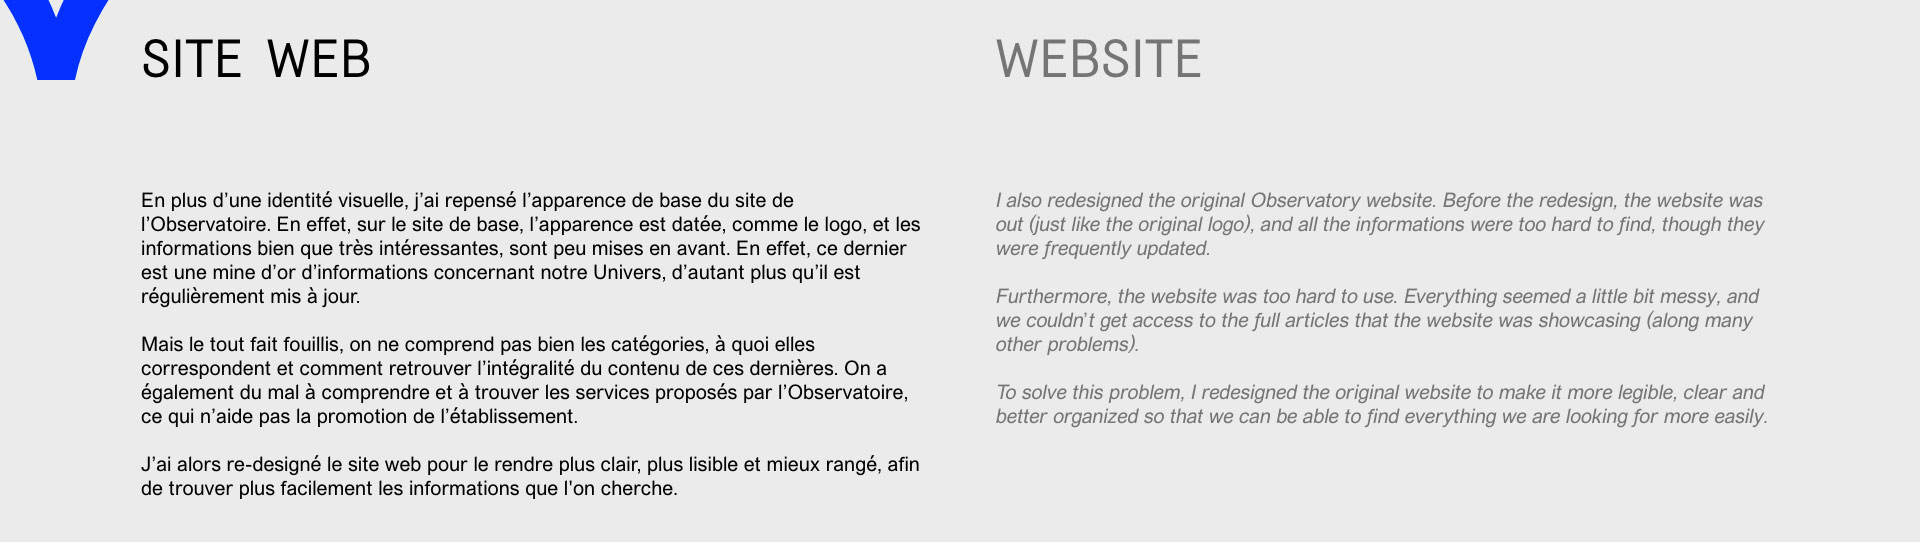 SITE WEB
En plus d’une identité visuelle, j’ai repensé l’apparence de base du site de
l’Observatoire. En effet, sur le site de base, l’apparence est datée, comme le logo, et les
informations bien que très intéressantes, sont peu mises en avant. En effet, ce dernier
est une mine d’or d’informations concernant notre Univers, d’autant plus qu’il est
régulièrement mis à jour.
Mais le tout fait fouillis, on ne comprend pas bien les catégories, à quoi elles
correspondent et comment retrouver l’intégralité du contenu de ces dernières. On a
également du mal à comprendre et à trouver les services proposés par l’Observatoire,
ce qui n’aide pas la promotion de l’établissement.
J’ai alors re-designé le site web pour le rendre plus clair, plus lisible et mieux rangé, afin
de trouver plus facilement les informations que l'on cherche.
WEBSITE
I also redesigned the original Observatory website. Before the redesign, the website was
out (just like the original logo), and all the informations were too hard to find, though they
were frequently updated.
Furthermore, the website was too hard to use. Everything seemed a little bit messy, and
we couldn’t get access to the full articles that the website was showcasing (along many
other problems).
To solve this problem, I redesigned the original website to make it more legible, clear and
better organized so that we can be able to find everything we are looking for more easily.